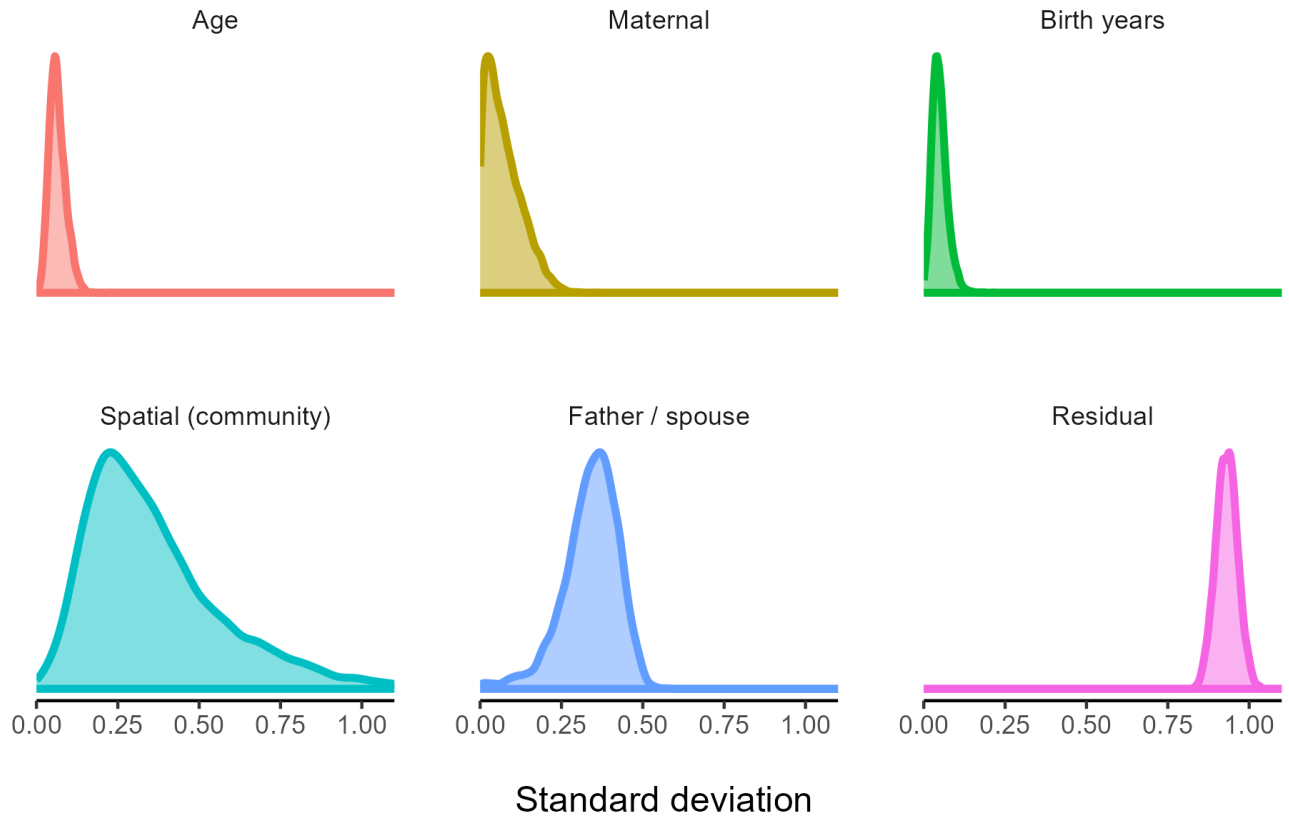 Age Maternal Birth years
Spatial (community) Father / spouse Residual
0.00 0.25 0.50 0.75 1.00 0.00 0.25 0.50 0.75 1.00 0.00 0.25 0.50 0.75 1.00
Standard deviation